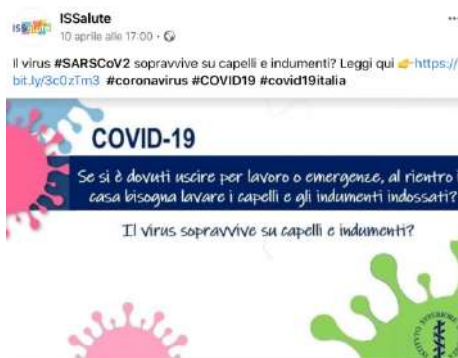 ISSalute
10 aprile alle 17:00 ·
Il virus #SARSCoV2 sopravvive su capelli e indumenti? Leggi qui https://
bit.ly/3c0zTm3 #coronavirus #COVID19 #covid19italia
COVID-19
Se si è dovuti uscire per lavoro o emergenze, al rientro i
casa bisogna lavare i capelli e gli indumenti indossati?
Il virus sopravvive su capelli e indumenti?